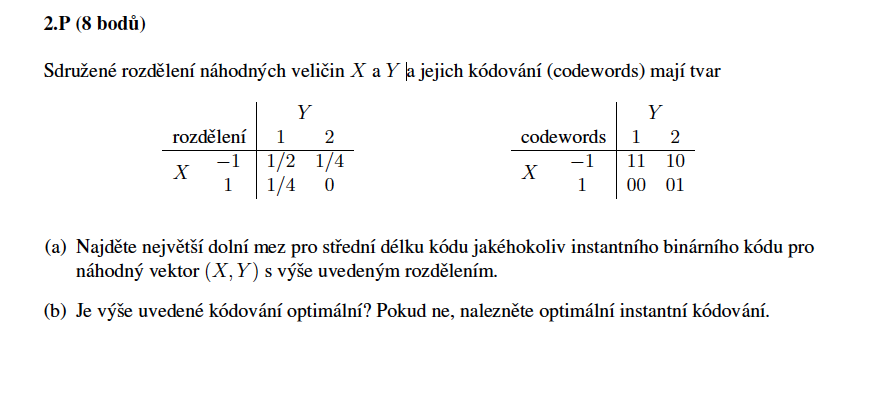 2.P (8 bodů)
Sdružené rozdělení náhodných veličin X a Y a jejich kódování (codewords) mají tvar
Y
rozdělení 1 2
X −1 1/2 1/4
1 1/4 0
Y
codewords 1 2
X −1 11 10
1 00 01
(a) Najděte největší dolní mez pro střední délku kódu jakéhokoliv instantního binárního kódu pro
náhodný vektor (X, Y) s výše uvedeným rozdělením.
(b) Je výše uvedené kódování optimální? Pokud ne, nalezněte optimální instantní kódování.